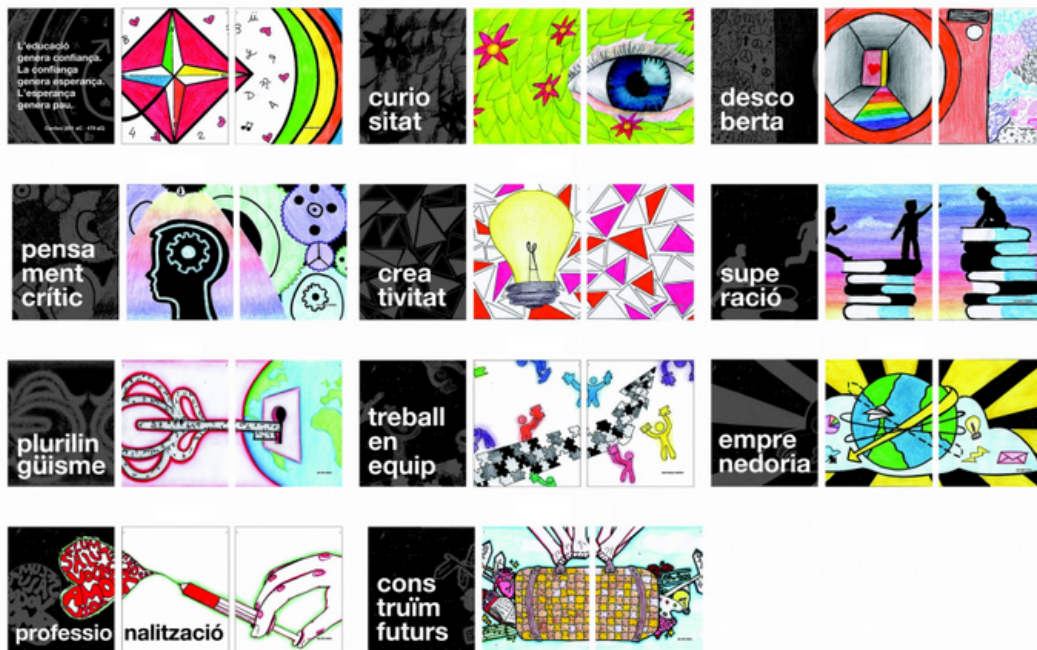 L'educació
genera confiança.
La confiança
genera esperança.
L'esperança
genera pau.
curio
sitat
desco
berta
pensa
ment
crític
crea
tivitat
supe
ració
plurilin
güisme
treball
en
equip
empre
nedoria
professio nalització
cons
truïm
futurs